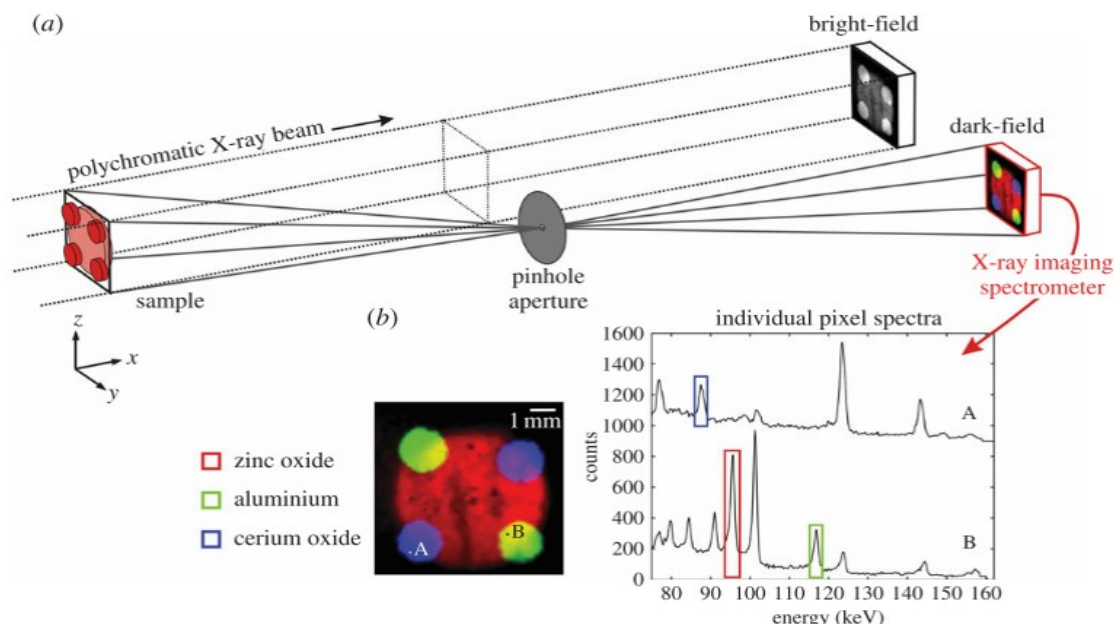 (a)
bright-field
polychromatic X-ray beam
dark-field
sample
pinhole
aperture
X-ray imaging
spectrometer
z
x
y
(b)
1 mm
A
B
zinc oxide
aluminium
cerium oxide
individual pixel spectra
1600
1400
1200
1000
800
600
400
200
0
counts
A
B
80 90 100 110 120 130 140 150 160
energy (keV)